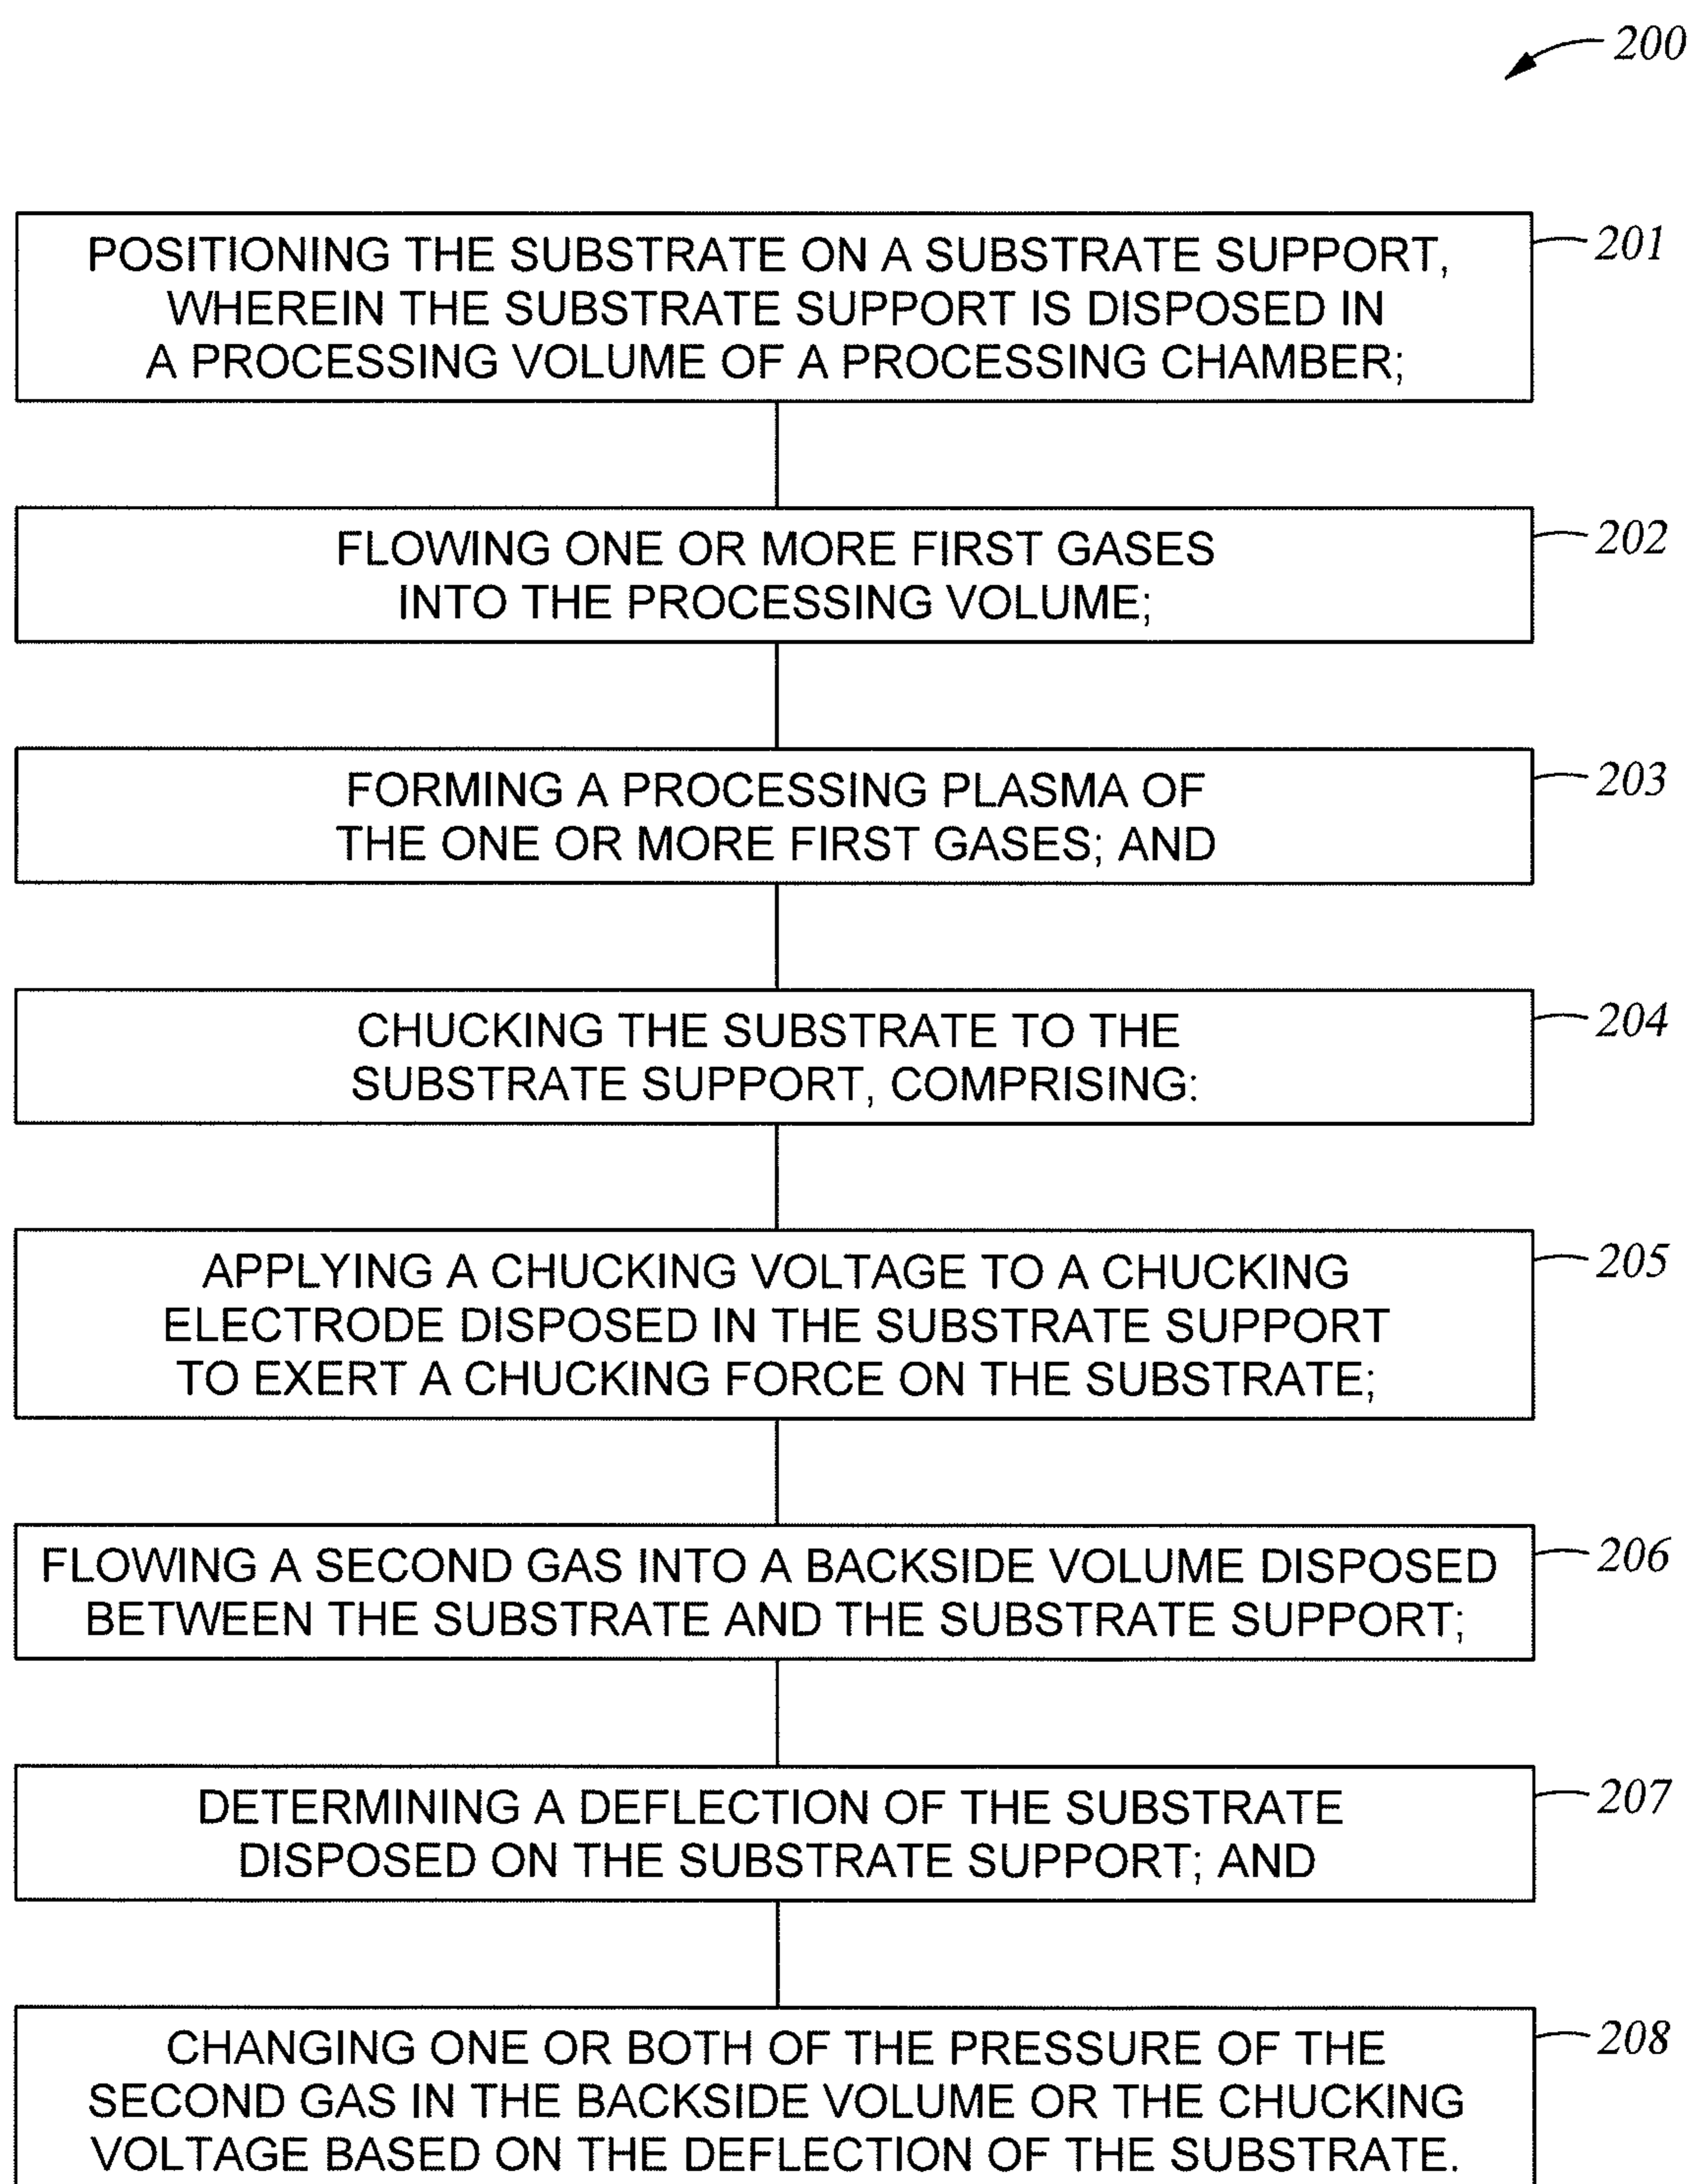 200
POSITIONING THE SUBSTRATE ON A SUBSTRATE SUPPORT,
WHEREIN THE SUBSTRATE SUPPORT IS DISPOSED IN
A PROCESSING VOLUME OF A PROCESSING CHAMBER;
201
FLOWING ONE OR MORE FIRST GASES
INTO THE PROCESSING VOLUME;
202
FORMING A PROCESSING PLASMA OF
THE ONE OR MORE FIRST GASES; AND
203
CHUCKING THE SUBSTRATE TO THE
SUBSTRATE SUPPORT, COMPRISING:
204
APPLYING A CHUCKING VOLTAGE TO A CHUCKING
ELECTRODE DISPOSED IN THE SUBSTRATE SUPPORT
TO EXERT A CHUCKING FORCE ON THE SUBSTRATE;
205
FLOWING A SECOND GAS INTO A BACKSIDE VOLUME DISPOSED
BETWEEN THE SUBSTRATE AND THE SUBSTRATE SUPPORT;
206
DETERMINING A DEFLECTION OF THE SUBSTRATE
DISPOSED ON THE SUBSTRATE SUPPORT; AND
207
CHANGING ONE OR BOTH OF THE PRESSURE OF THE
SECOND GAS IN THE BACKSIDE VOLUME OR THE CHUCKING
VOLTAGE BASED ON THE DEFLECTION OF THE SUBSTRATE.
208